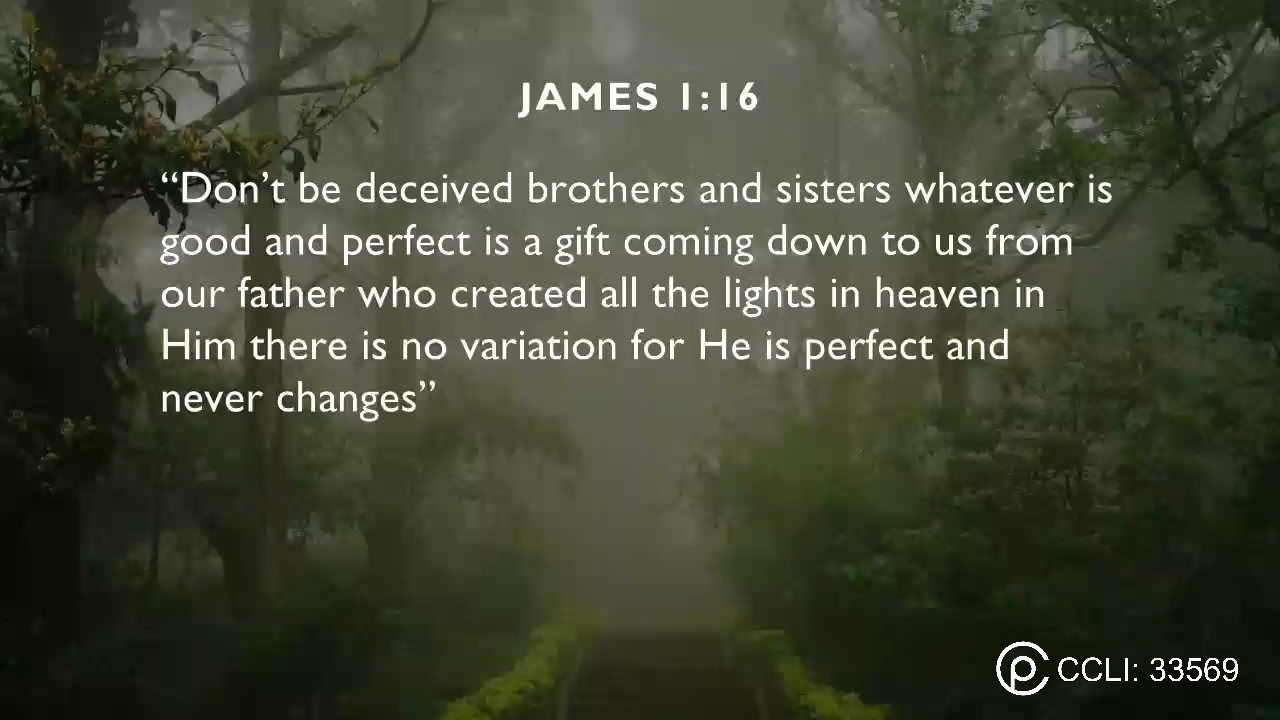 JAMES 1:16
“Don’t be deceived brothers and sisters whatever is
good and perfect is a gift coming down to us from
our father who created all the lights in heaven in
Him there is no variation for He is perfect and
never changes”
CCLI: 33569